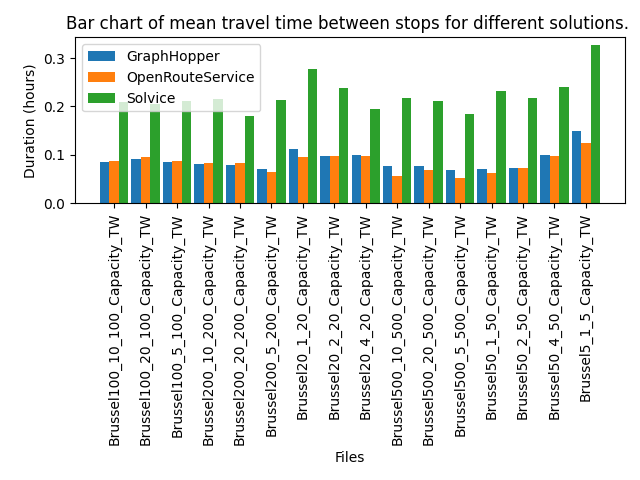 Bar chart of mean travel time between stops for different solutions.
GraphHopper
OpenRouteService
Solvice
Duration (hours)
0.3
0.2
0.1
0.0
Brussel100_10_100_Capacity_TW
Brussel100_20_100_Capacity_TW
Brussel100_5_100_Capacity_TW
Brussel200_10_200_Capacity_TW
Brussel200_20_200_Capacity_TW
Brussel200_5_200_Capacity_TW
Brussel20_1_20_Capacity_TW
Brussel20_2_20_Capacity_TW
Brussel20_4_20_Capacity_TW
Brussel500_10_500_Capacity_TW
Brussel500_20_500_Capacity_TW
Brussel500_5_500_Capacity_TW
Brussel50_1_50_Capacity_TW
Brussel50_2_50_Capacity_TW
Brussel50_4_50_Capacity_TW
Brussel5_1_5_Capacity_TW
Files